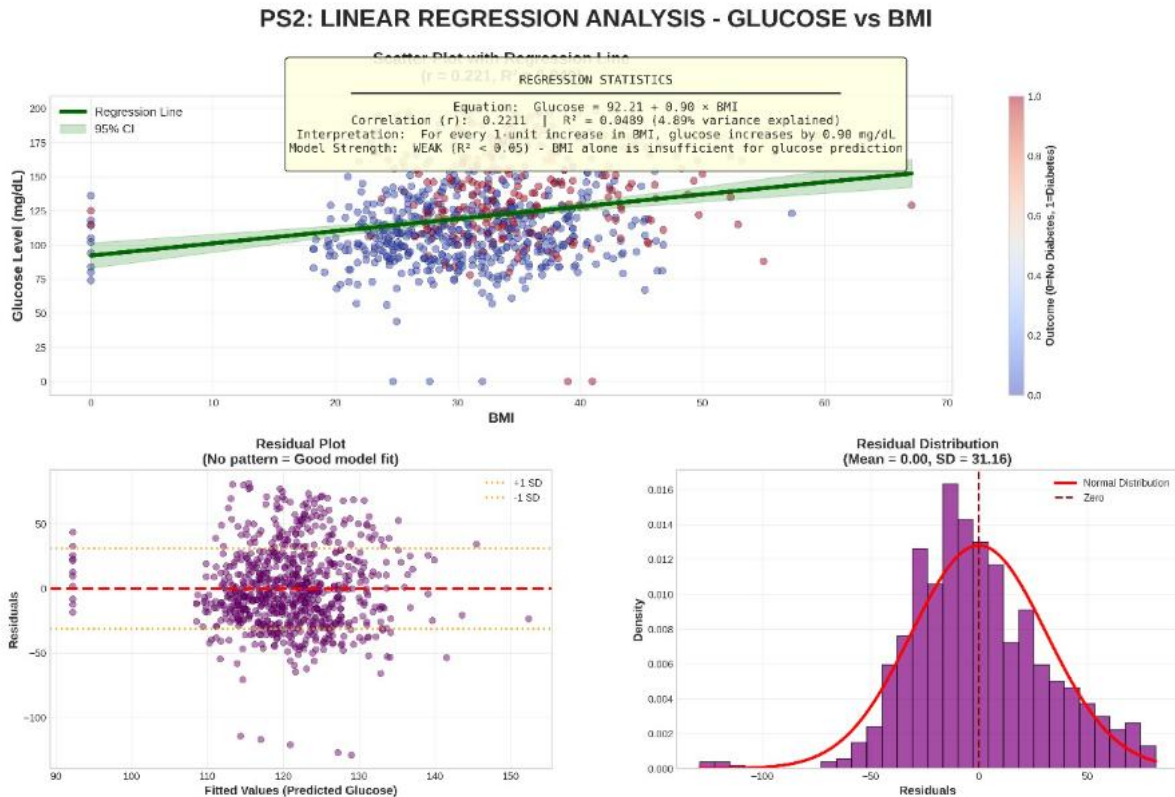 PS2: LINEAR REGRESSION ANALYSIS - GLUCOSE vs BMI
Scatter Plot with Regression Line
(r = 0.221, R²
REGRESSION STATISTICS
Equation: Glucose = 92.21 + 0.90 × BMI
Correlation (r): 0.2211 | R² = 0.0489 (4.89% variance explained)
Interpretation: For every 1-unit increase in BMI, glucose increases by 0.90 mg/dL
Model Strength: WEAK (R² < 0.05) - BMI alone is insufficient for glucose prediction
Regression Line
95% CI
Glucose Level (mg/dL)
200
175
150
125
100
75
50
25
0
0 10 20 30 40 50 60 70
BMI
1.0
0.8
0.6
0.4
0.2
0.0
Outcome (0=No Diabetes, 1=Diabetes)
Residual Plot
(No pattern = Good model fit)
+1 SD
-1 SD
Residuals
50
0
−50
−100
90 100 110 120 130 140 150
Fitted Values (Predicted Glucose)
Residual Distribution
(Mean = 0.00, SD = 31.16)
Normal Distribution
Zero
Density
0.016
0.014
0.012
0.010
0.008
0.006
0.004
0.002
0.000
−100 −50 0 50
Residuals